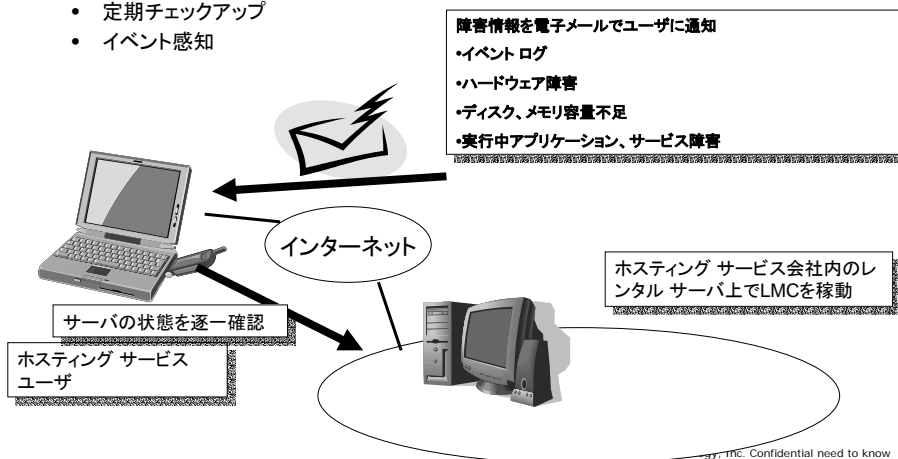 • 定期チェックアップ
• イベント感知
障害情報を電子メールでユーザに通知
•イベント ログ
•ハードウェア障害
•ディスク、メモリ容量不足
•実行中アプリケーション、サービス障害
インターネット
ホスティング サービス会社内のレ
ンタル サーバ上でLMCを稼動
サーバの状態を逐一確認
ホスティング サービス
ユーザ
Inc. Confidential need to know